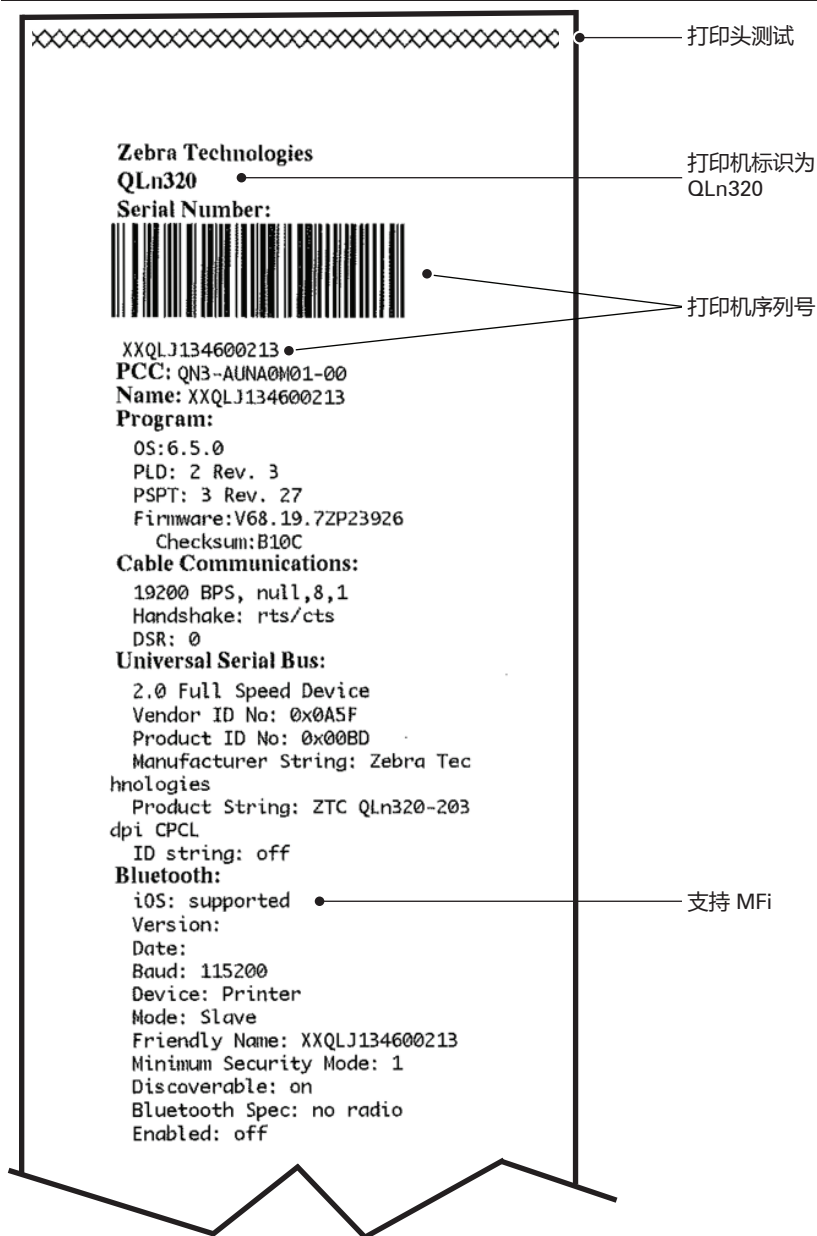 打印头测试
Zebra Technologies
QLn320
打印机标识为
QLn320
Serial Number:
打印机序列号
XXQLJ134600213
PCC: QN3-AUNA0M01-00
Name: XXQLJ134600213
Program:
OS:6.5.0
PLD: 2 Rev. 3
PSPT: 3 Rev. 27
Firmware:V68.19.7ZP23926
Checksum:B10C
Cable Communications:
19200 BPS, null,8,1
Handshake: rts/cts
DSR: 0
Universal Serial Bus:
2.0 Full Speed Device
Vendor ID No: 0x0A5F
Product ID No: 0x00BD
Manufacturer String: Zebra Tec
hnologies
Product String: ZTC QLn320-203
dpi CPCL
ID string: off
Bluetooth:
iOS: supported
支持 MFi
Version:
Date:
Baud: 115200
Device: Printer
Mode: Slave
Friendly Name: XXQLJ134600213
Minimum Security Mode: 1
Discoverable: on
Bluetooth Spec: no radio
Enabled: off